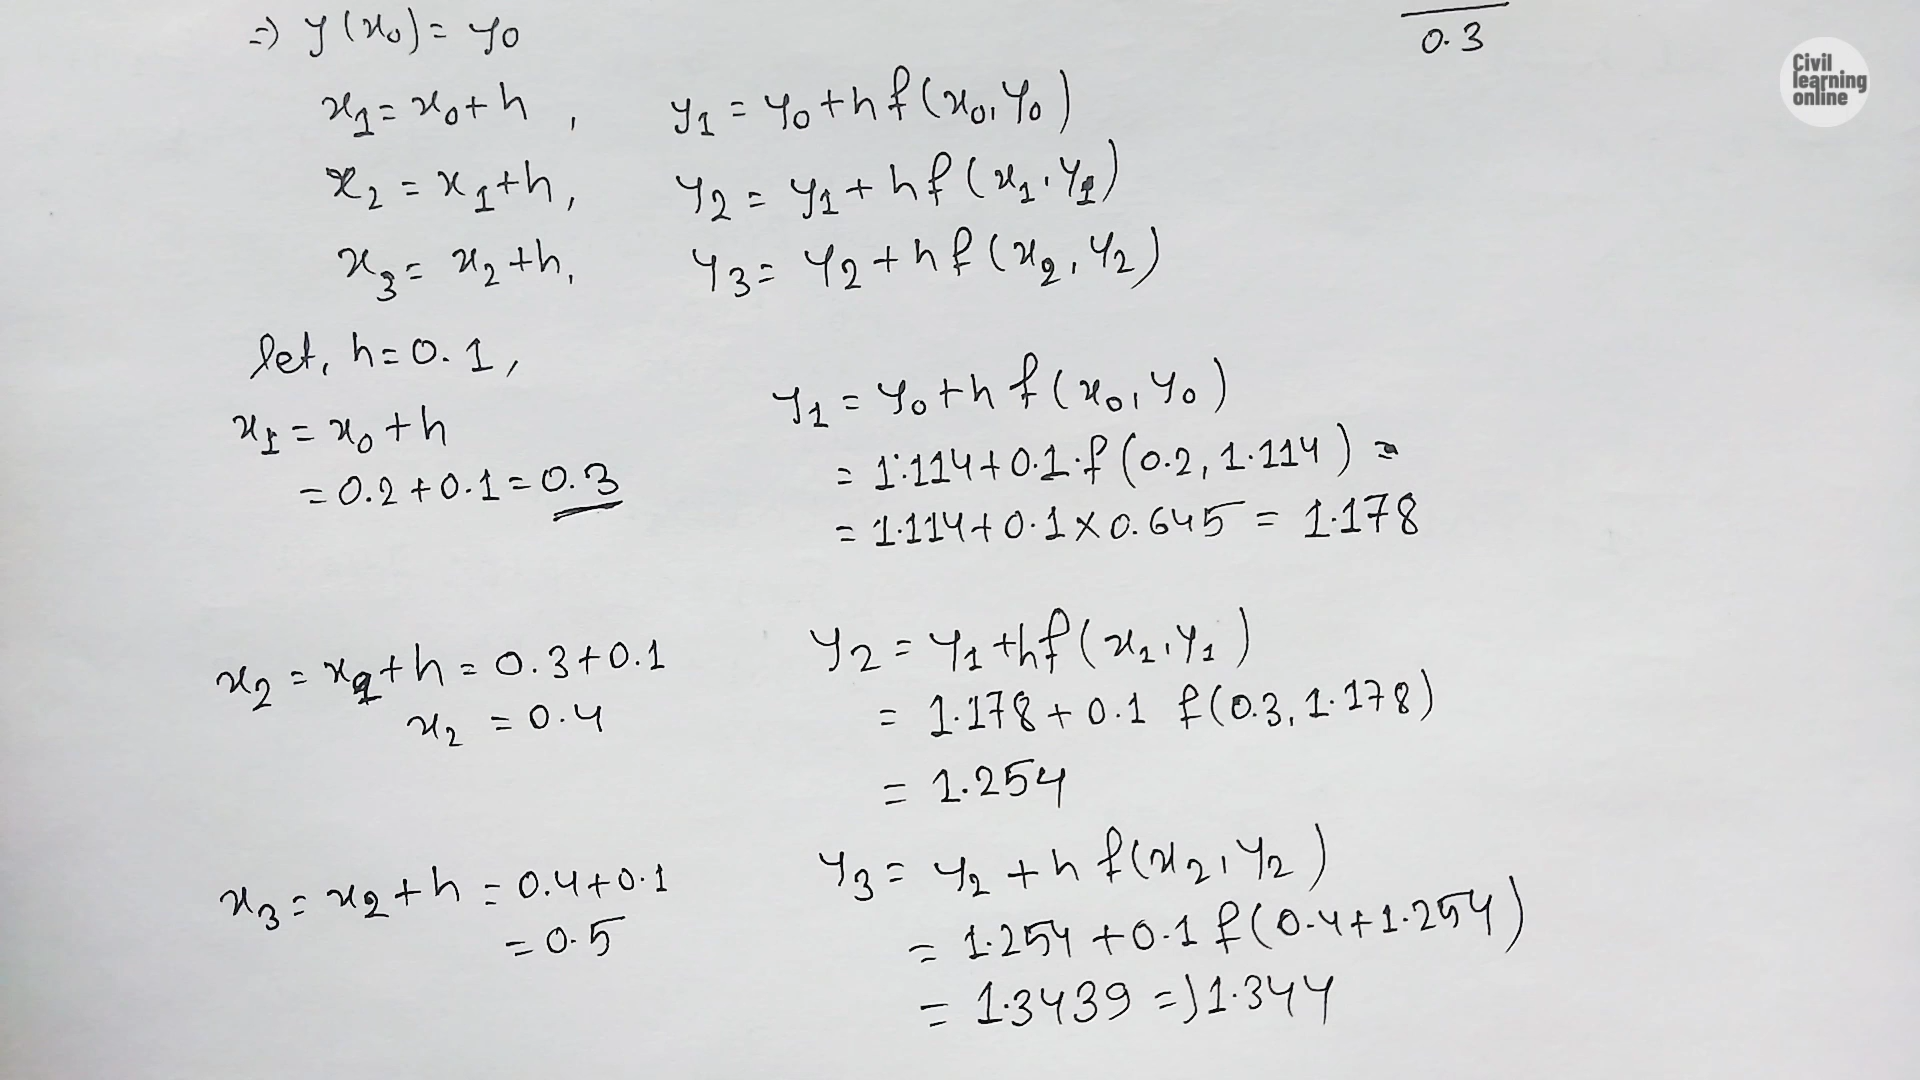 =) y(x₀) = y₀
0.3
Civil
learning
online
x₁ = x₀ + h , y₁ = y₀ + h f(x₀, y₀)
x₂ = x₁ + h, y₂ = y₁ + h f(x₁, y₁)
x₃ = x₂ + h, y₃ = y₂ + h f(x₂, y₂)
let, h = 0.1,
x₁ = x₀ + h
= 0.2 + 0.1 = 0.3
y₁ = y₀ + h f(x₀, y₀)
= 1.114 + 0.1 . f(0.2, 1.114) =
= 1.114 + 0.1 × 0.645 = 1.178
x₂ = x₁ + h = 0.3 + 0.1
x₂ = 0.4
y₂ = y₁ + h f(x₁, y₁)
= 1.178 + 0.1 f(0.3, 1.178)
= 1.254
x₃ = x₂ + h = 0.4 + 0.1
= 0.5
y₃ = y₂ + h f(x₂, y₂)
= 1.254 + 0.1 f(0.4 + 1.254)
= 1.3439 =) 1.344